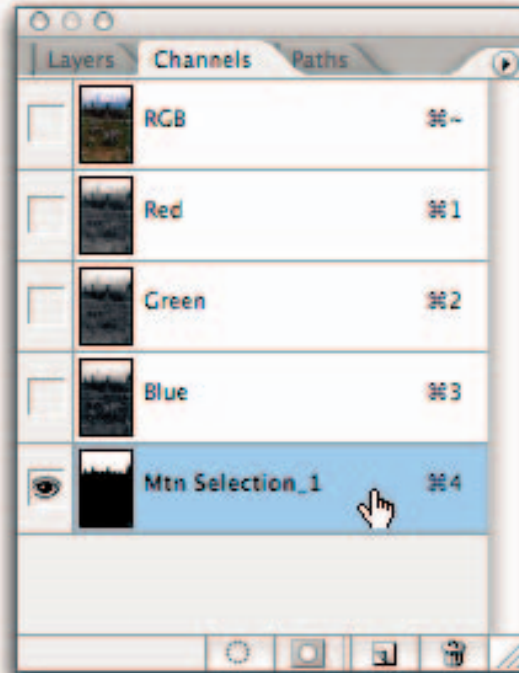 Layers Channels Paths
RGB ⌘~
Red ⌘1
Green ⌘2
Blue ⌘3
Mtn Selection_1 ⌘4